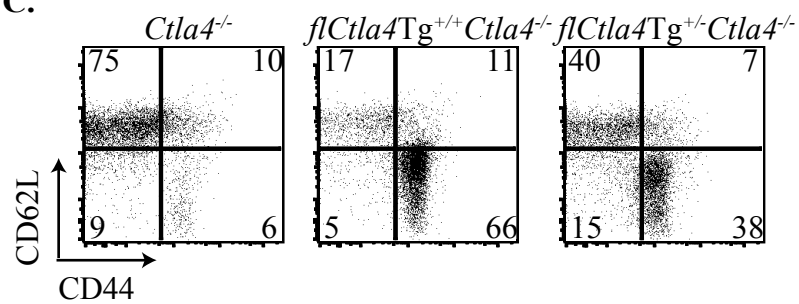 C.
Ctla4-/- flCtla4Tg+/+Ctla4-/- flCtla4Tg+/-Ctla4-/-
75 10 17 11 40 7
CD62L
9 6 5 66 15 38
CD44